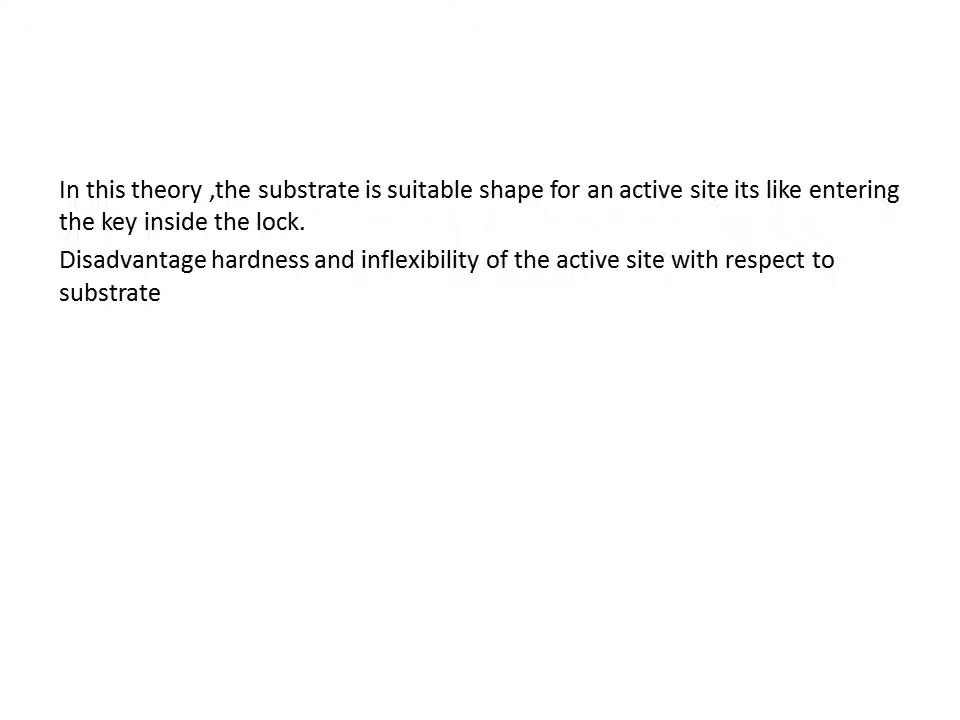 In this theory ,the substrate is suitable shape for an active site its like entering
the key inside the lock.
Disadvantage hardness and inflexibility of the active site with respect to
substrate